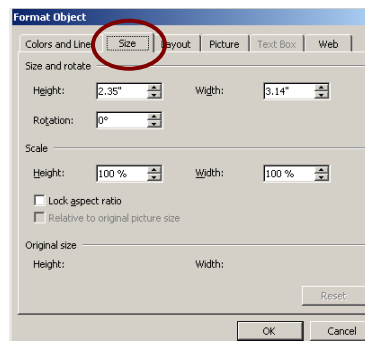 Format Object
Colors and Line Size Layout Picture Text Box Web
Size and rotate
Height: 2.35" Width: 3.14"
Rotation: 0°
Scale
Height: 100 % Width: 100 %
Lock aspect ratio
Relative to original picture size
Original size
Height: Width:
Reset
OK Cancel